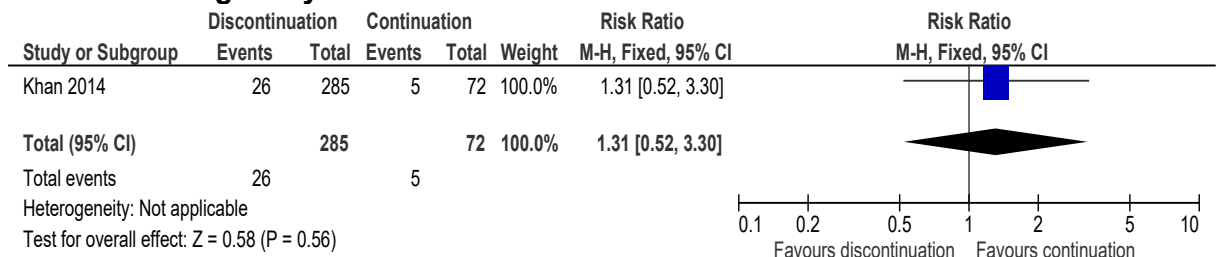 Discontinuation Continuation Risk Ratio Risk Ratio
Study or Subgroup Events Total Events Total Weight M-H, Fixed, 95% CI M-H, Fixed, 95% CI
Khan 2014 26 285 5 72 100.0% 1.31 [0.52, 3.30]
Total (95% CI) 285 72 100.0% 1.31 [0.52, 3.30]
Total events 26 5
Heterogeneity: Not applicable
Test for overall effect: Z = 0.58 (P = 0.56)
0.1 0.2 0.5 1 2 5 10
Favours discontinuation Favours continuation